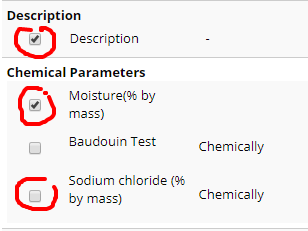 Description
Description -
Chemical Parameters
Moisture(% by
mass)
Baudouin Test Chemically
Sodium chloride (%
by mass) Chemically